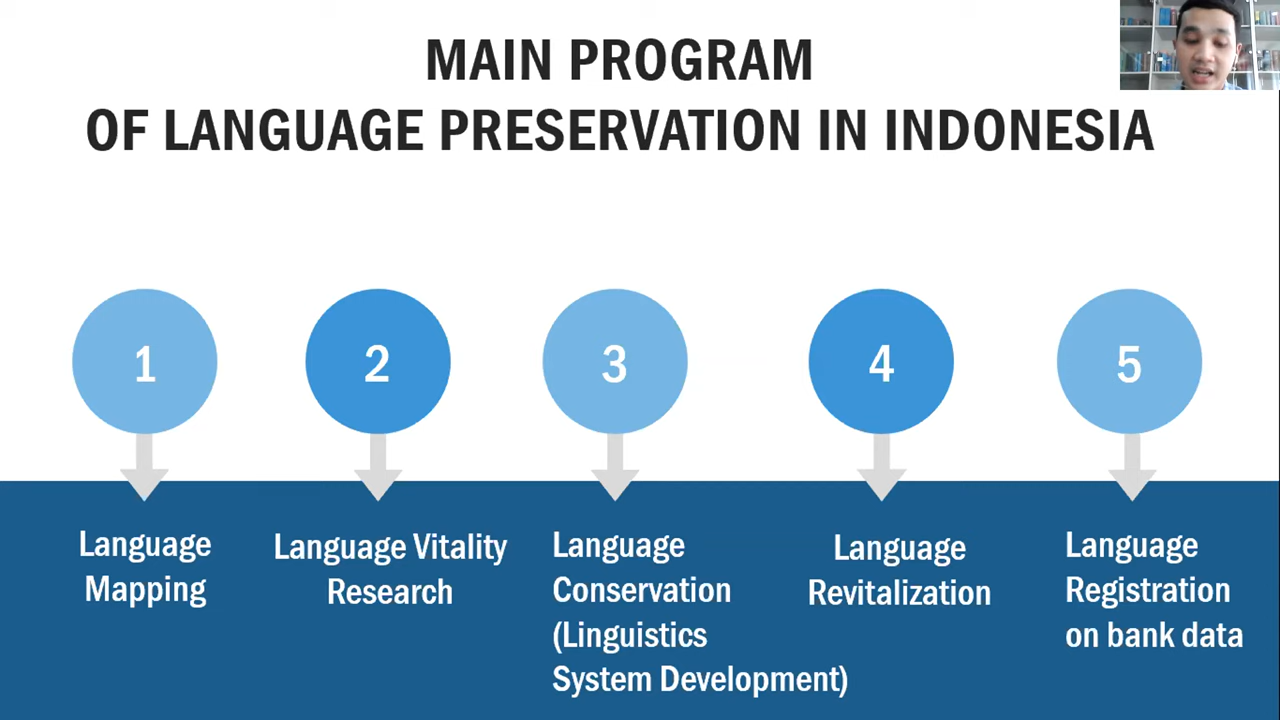 MAIN PROGRAM
OF LANGUAGE PRESERVATION IN INDONESIA
1
2
3
4
5
Language
Mapping
Language Vitality
Research
Language
Conservation
(Linguistics
System Development)
Language
Revitalization
Language
Registration
on bank data